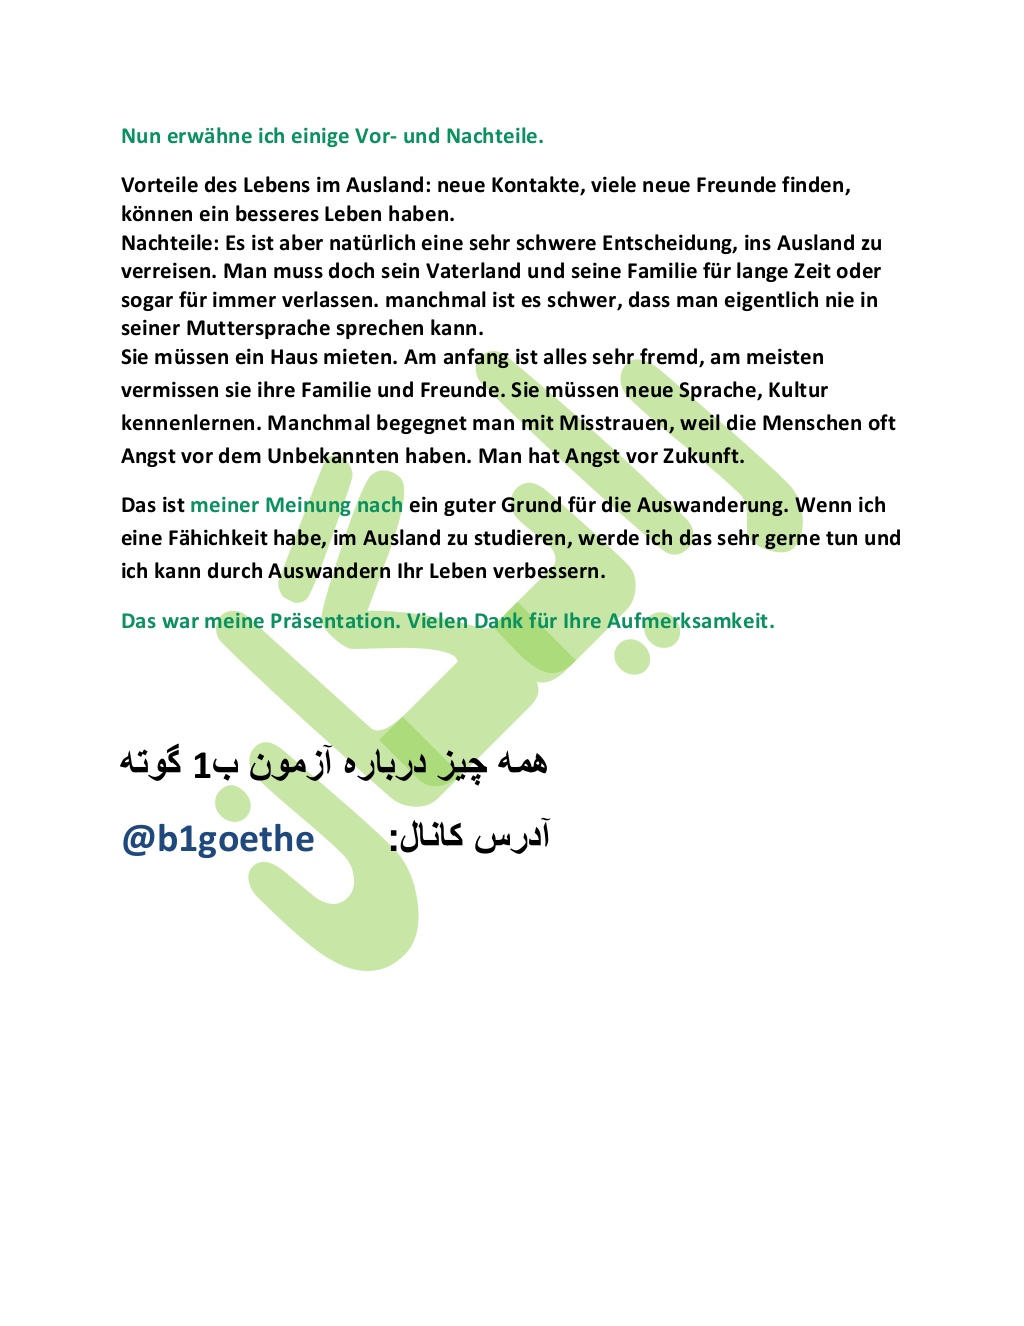 Nun erwähne ich einige Vor- und Nachteile.
Vorteile des Lebens im Ausland: neue Kontakte, viele neue Freunde finden,
können ein besseres Leben haben.
Nachteile: Es ist aber natürlich eine sehr schwere Entscheidung, ins Ausland zu
verreisen. Man muss doch sein Vaterland und seine Familie für lange Zeit oder
sogar für immer verlassen. manchmal ist es schwer, dass man eigentlich nie in
seiner Muttersprache sprechen kann.
Sie müssen ein Haus mieten. Am anfang ist alles sehr fremd, am meisten
vermissen sie ihre Familie und Freunde. Sie müssen neue Sprache, Kultur
kennenlernen. Manchmal begegnet man mit Misstrauen, weil die Menschen oft
Angst vor dem Unbekannten haben. Man hat Angst vor Zukunft.
Das ist meiner Meinung nach ein guter Grund für die Auswanderung. Wenn ich
eine Fähichkeit habe, im Ausland zu studieren, werde ich das sehr gerne tun und
ich kann durch Auswandern Ihr Leben verbessern.
Das war meine Präsentation. Vielen Dank für Ihre Aufmerksamkeit.
همه چیز درباره آزمون ب1 گوته
آدرس کانال: @b1goethe
رایگان